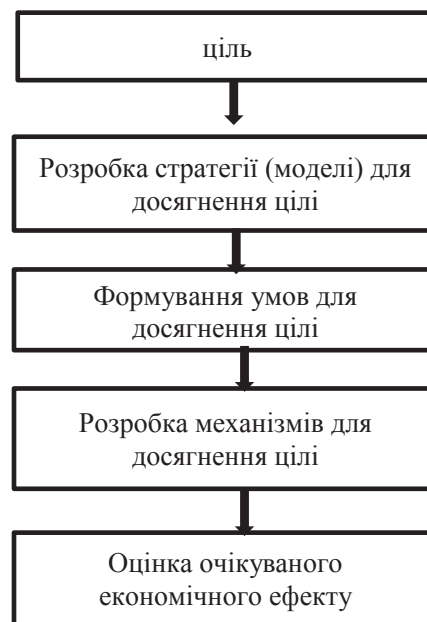 ціль
Розробка стратегії (моделі) для
досягнення цілі
Формування умов для
досягнення цілі
Розробка механізмів для
досягнення цілі
Оцінка очікуваного
економічного ефекту